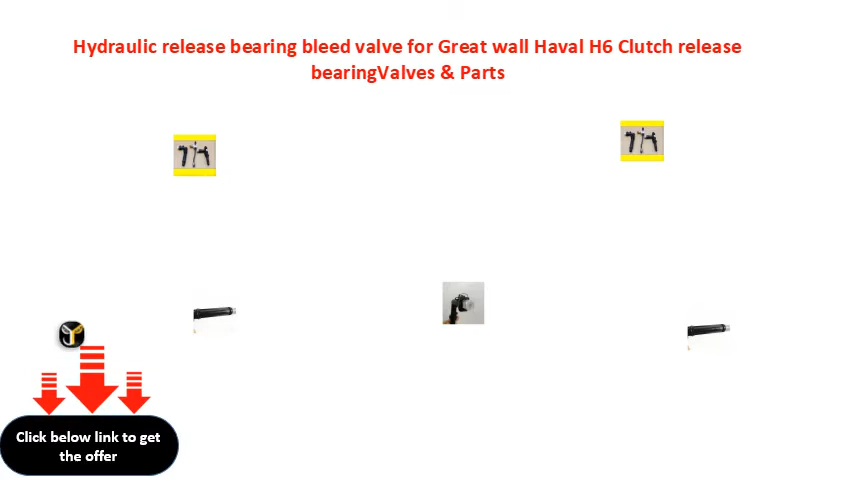 Hydraulic release bearing bleed valve for Great wall Haval H6 Clutch release
bearingValves & Parts
Click below link to get
the offer